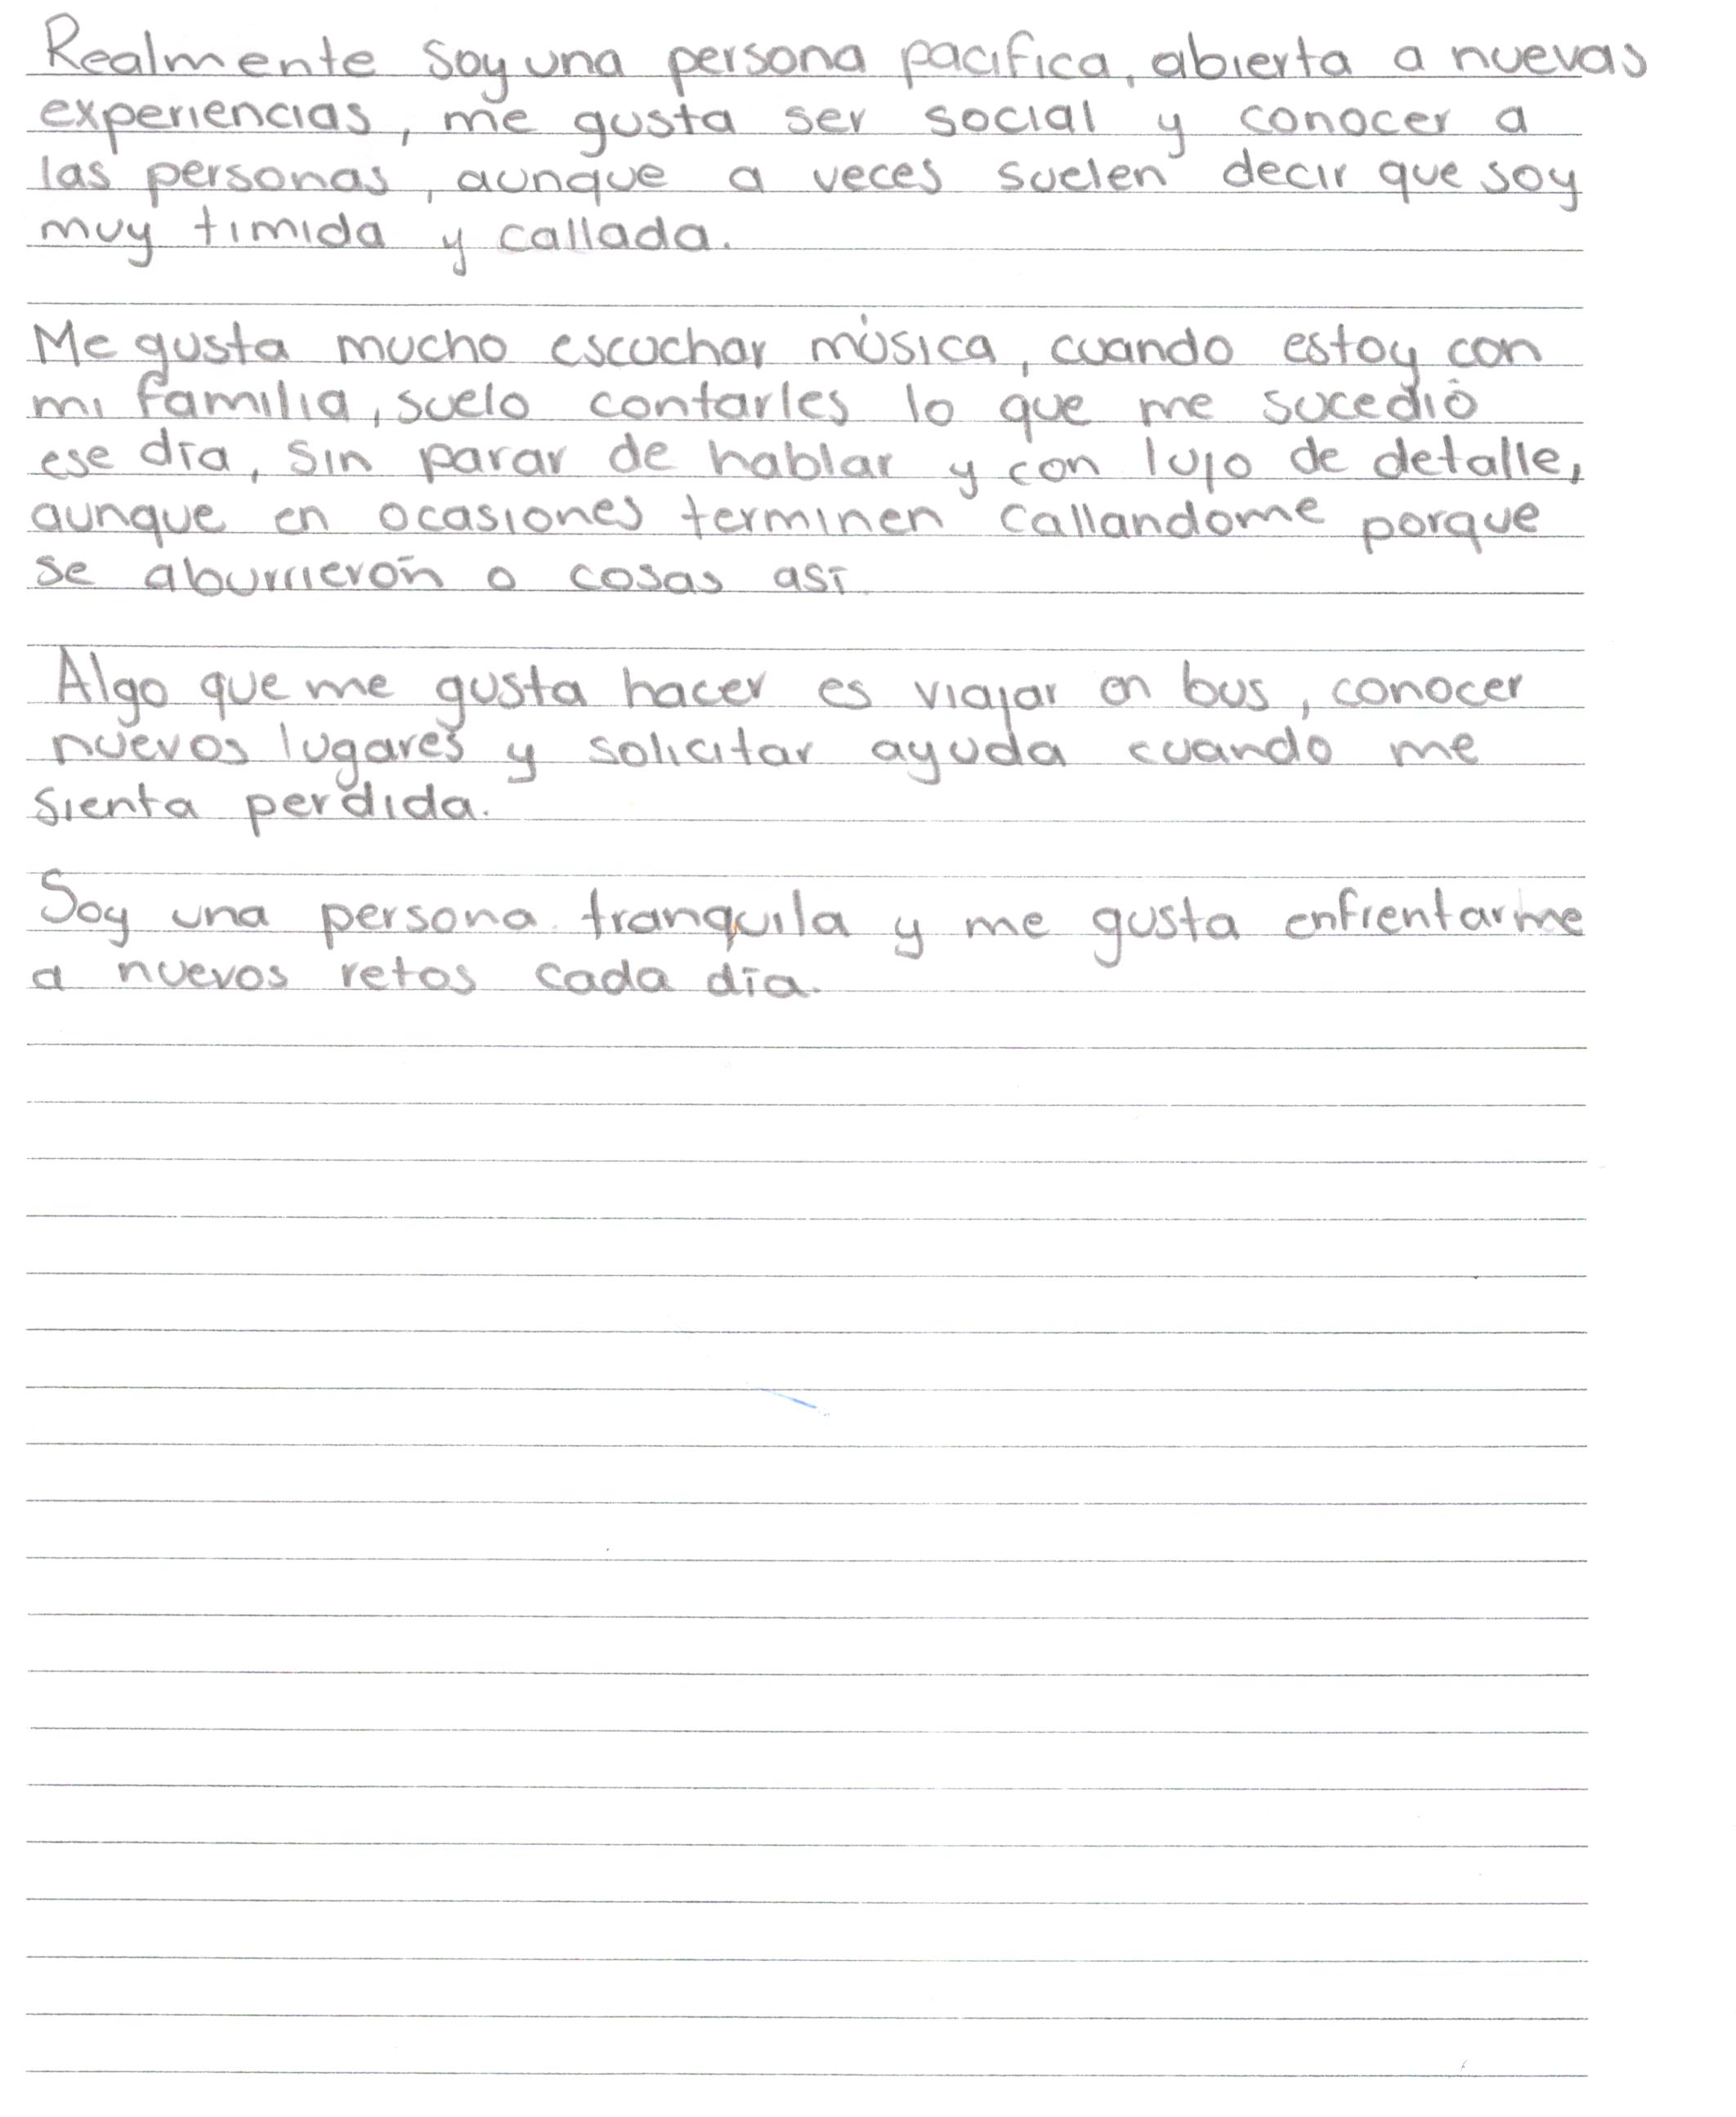 Realmente soy una persona pacifica, abierta a nuevas
experiencias, me gusta ser social y conocer a
las personas, aunque a veces suelen decir que soy
muy timida y callada.
Me gusta mucho escuchar música, cuando estoy con
mi familia, suelo contarles lo que me sucedió
ese día, sin parar de hablar y con lujo de detalle,
aunque en ocasiones terminen callandome porque
se aburrierón o cosas así.
Algo que me gusta hacer es viajar en bus, conocer
nuevos lugares y solicitar ayuda cuando me
sienta perdida.
Soy una persona tranquila y me gusta enfrentarme
a nuevos retos cada día.